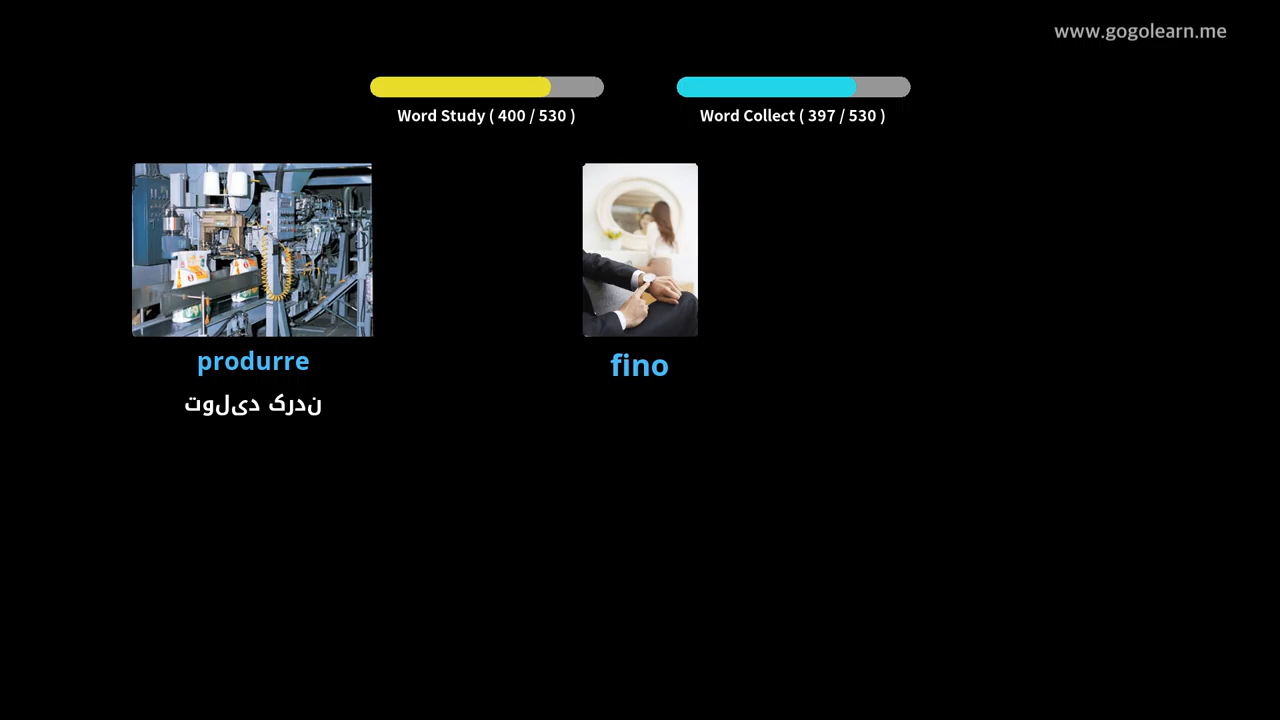 www.gogolearn.me
Word Study ( 400 / 530 )
Word Collect ( 397 / 530 )
produrre
تولید کردن
fino